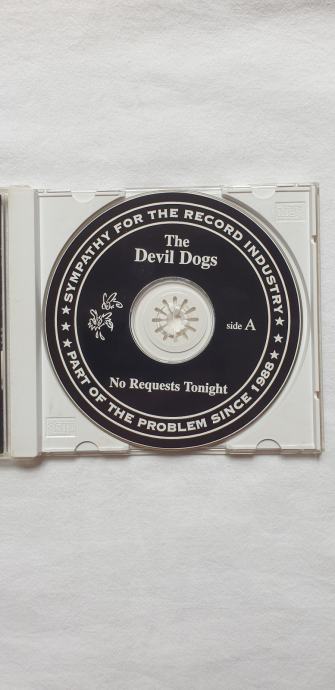 SYMPATHY FOR THE RECORD INDUSTRY
The
Devil Dogs
side A
No Requests Tonight
PART OF THE PROBLEM SINCE 1988